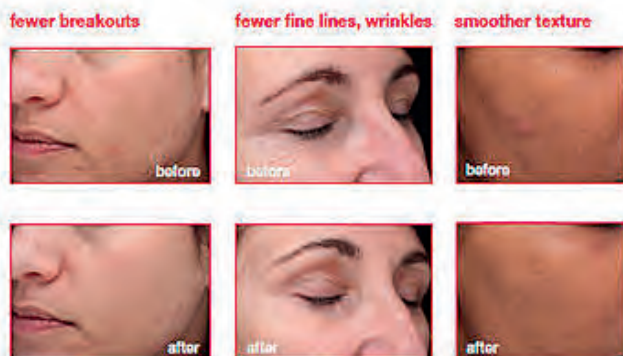 fewer breakouts
fewer fine lines, wrinkles
smoother texture
before
before
before
after
after
after